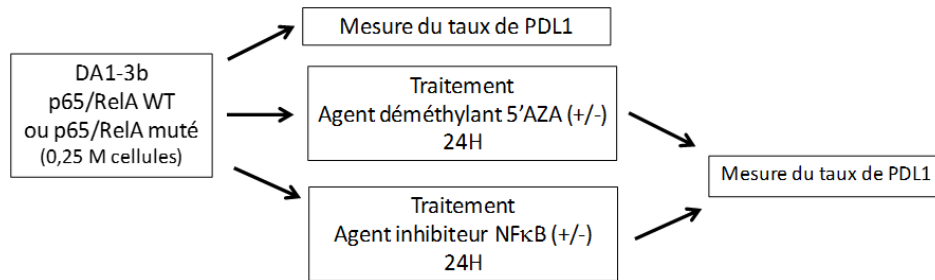 Mesure du taux de PDL1
DA1-3b
p65/RelA WT
ou p65/RelA muté
(0,25 M cellules)
Traitement
Agent déméthylant 5'AZA (+/-)
24H
Traitement
Agent inhibiteur NFκB (+/-)
24H
Mesure du taux de PDL1